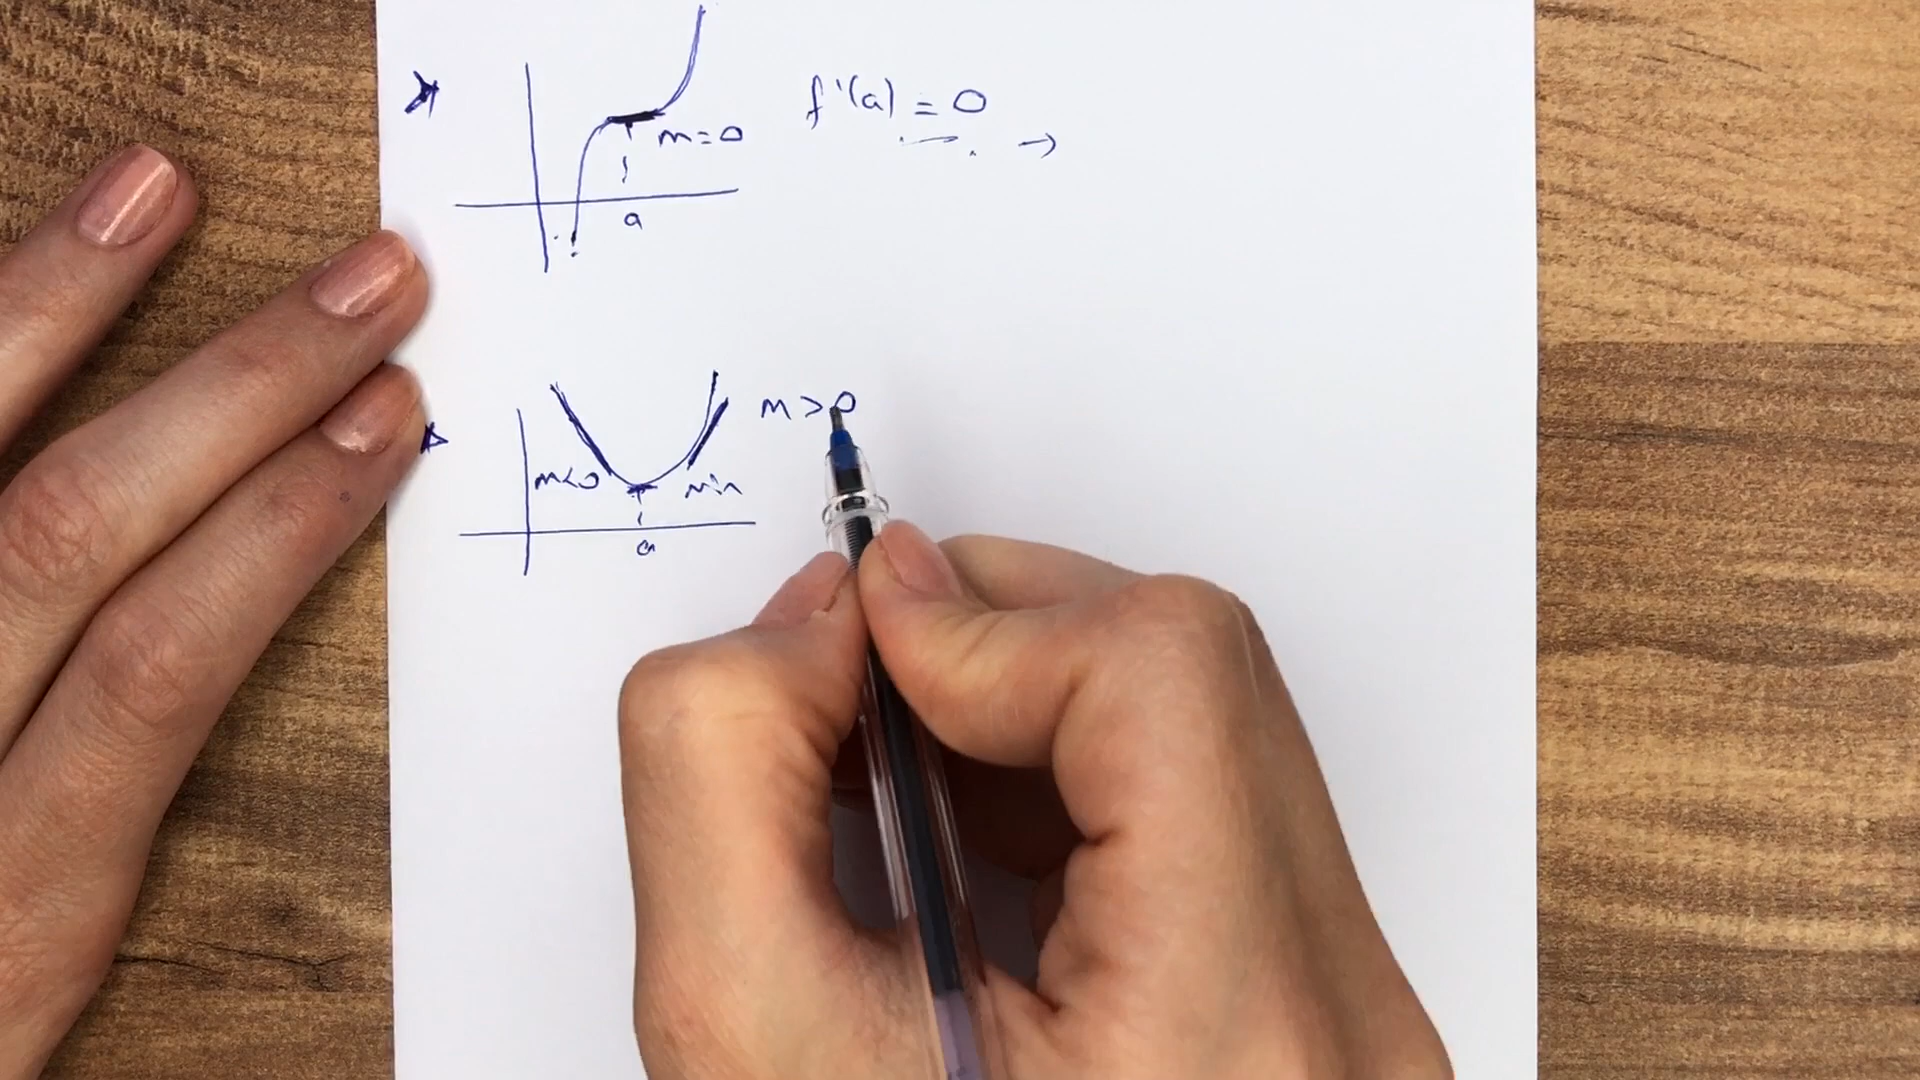 f'(a) = 0
m=0
→
a
m>0
m<0
min
a